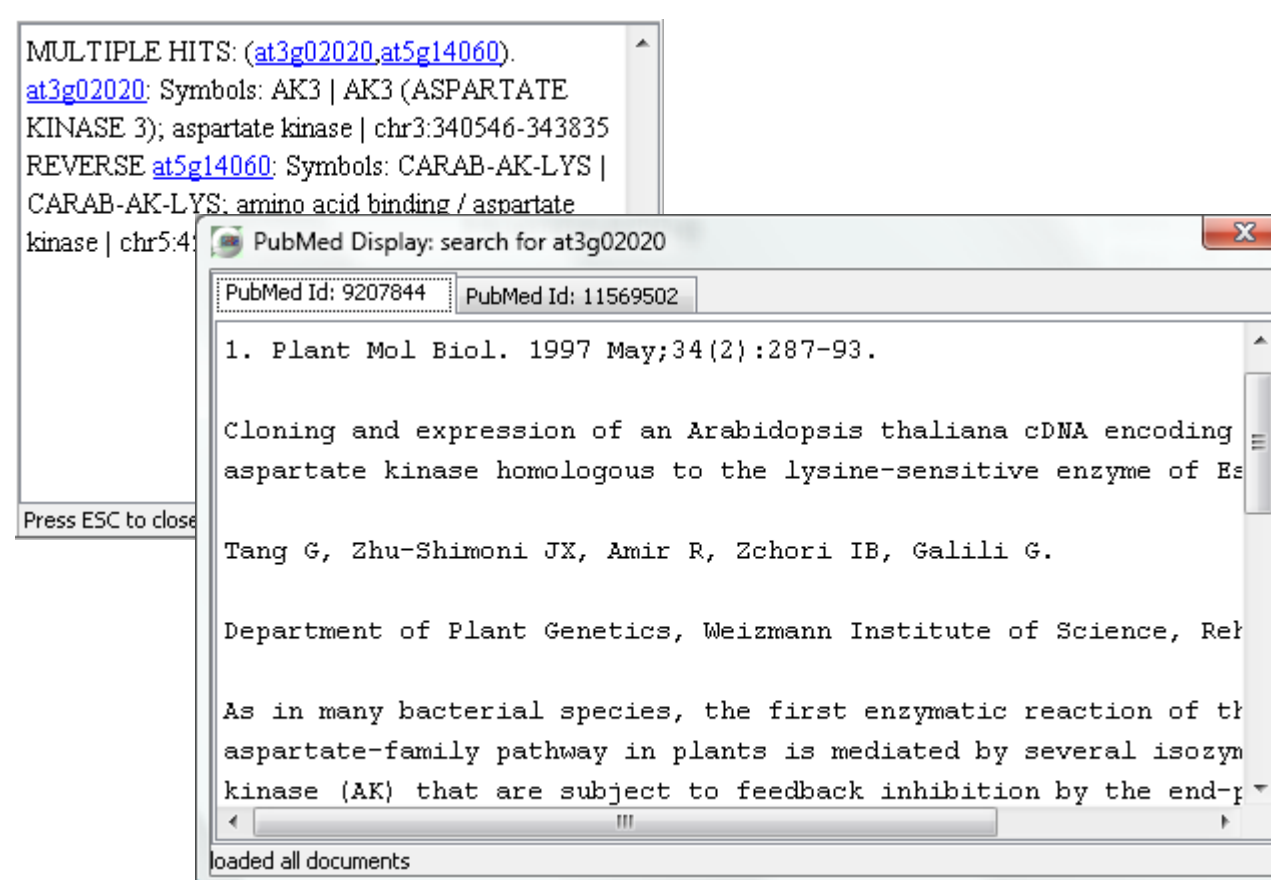 MULTIPLE HITS: (at3g02020,at5g14060).
at3g02020: Symbols: AK3 | AK3 (ASPARTATE
KINASE 3); aspartate kinase | chr3:340546-343835
REVERSE at5g14060: Symbols: CARAB-AK-LYS |
CARAB-AK-LYS; amino acid binding / aspartate
kinase | chr5:4
Press ESC to close
PubMed Display: search for at3g02020
PubMed Id: 9207844
PubMed Id: 11569502
1. Plant Mol Biol. 1997 May;34(2):287-93.
Cloning and expression of an Arabidopsis thaliana cDNA encoding
aspartate kinase homologous to the lysine-sensitive enzyme of
Tang G, Zhu-Shimoni JX, Amir R, Zchori IB, Galili G.
Department of Plant Genetics, Weizmann Institute of Science,
As in many bacterial species, the first enzymatic reaction of
aspartate-family pathway in plants is mediated by several
kinase (AK) that are subject to feedback inhibition by the
loaded all documents